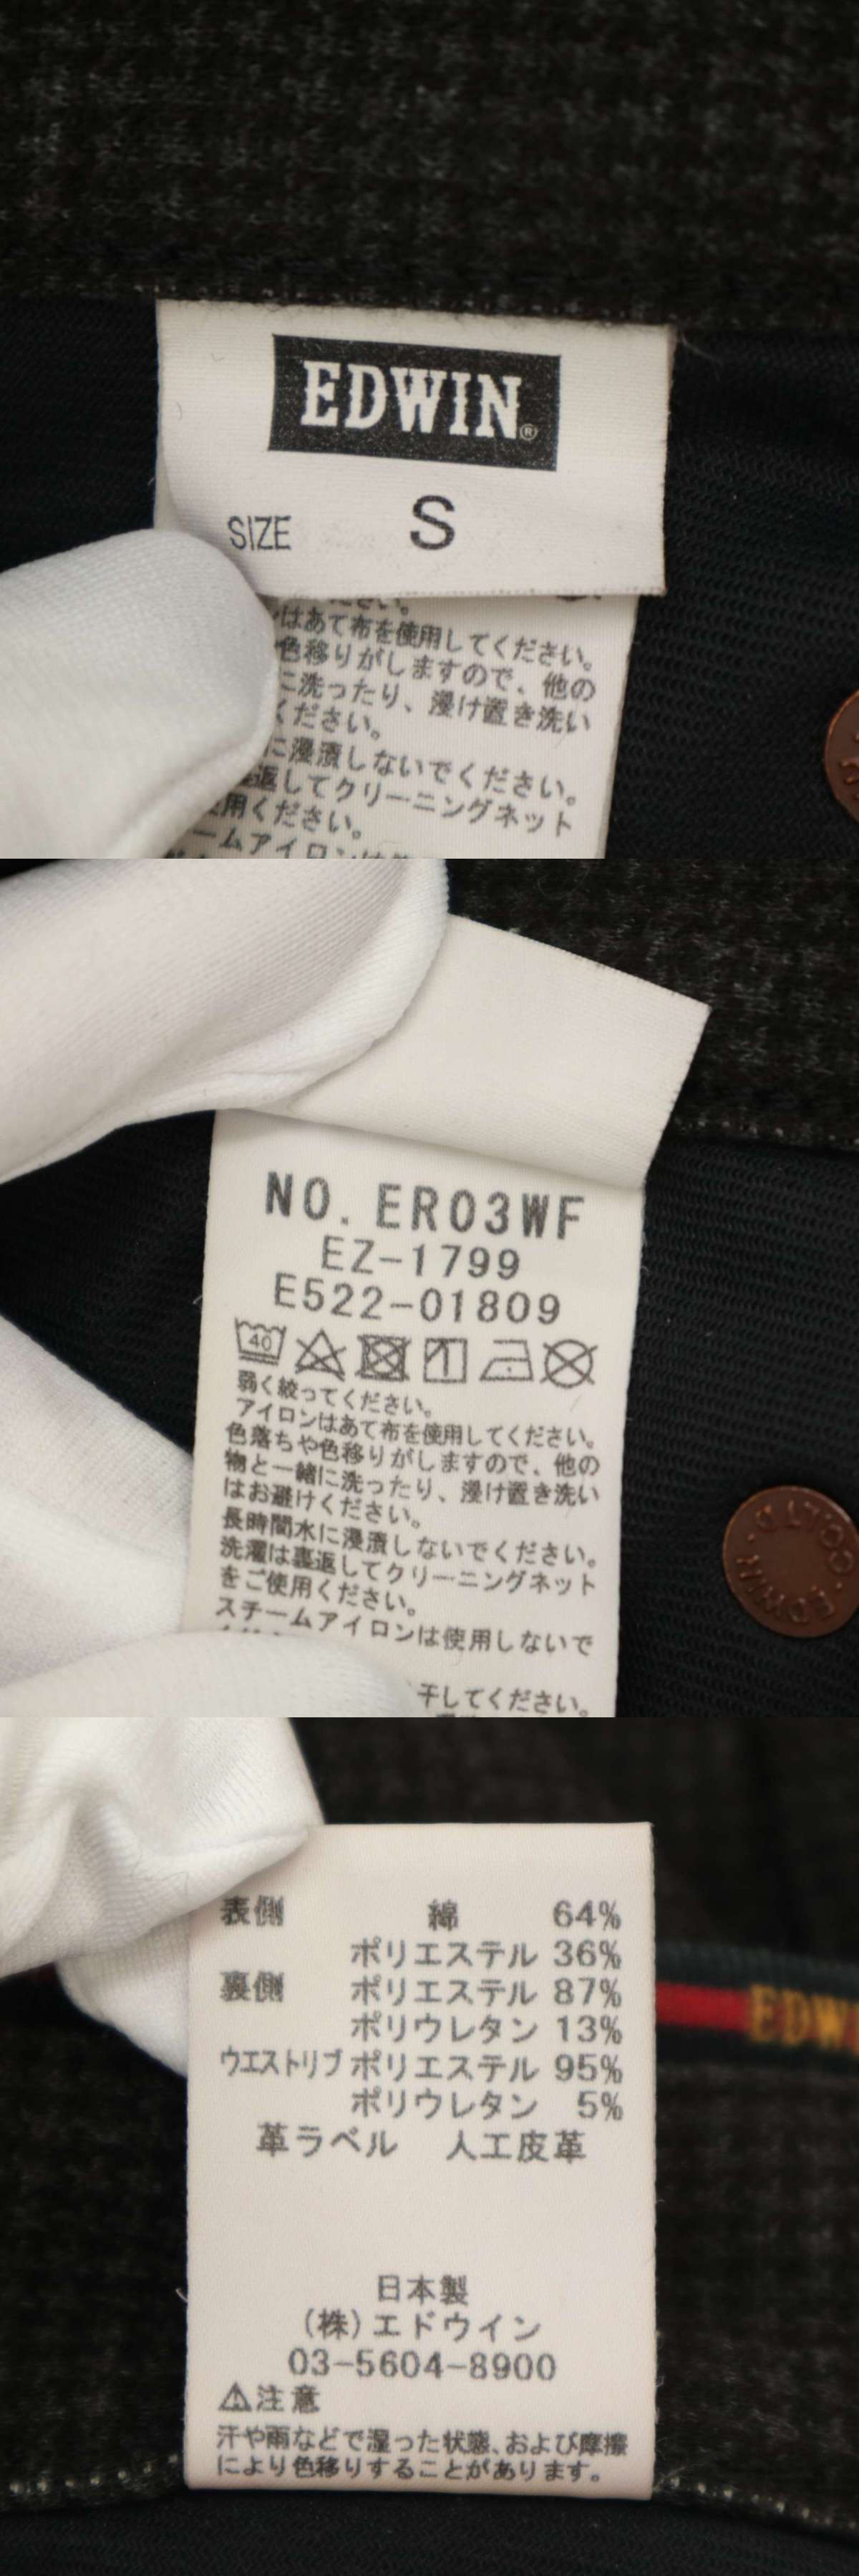 EDWIN®
SIZE S
ださい。
はあて布を使用してください。
色移りがしますので、他の
に洗ったり、浸け置き洗い
ください。
に浸漬しないでください。
返してクリーニングネット
用ください。
ームアイロンは
NO. ER03WF
EZ-1799
E522-01809
40
弱く絞ってください。
アイロンはあて布を使用してください。
色落ちや色移りがしますので、他の
物と一緒に洗ったり、浸け置き洗い
はお避けください。
長時間水に浸漬しないでください。
洗濯は裏返してクリーニングネット
をご使用ください。
スチームアイロンは使用しないで
干してください。
EDWIN CO.LTD.
表側 綿 64%
ポリエステル 36%
裏側 ポリエステル 87%
ポリウレタン 13%
ウエストリブ ポリエステル 95%
ポリウレタン 5%
革ラベル 人工皮革
EDW
日本製
(株)エドウイン
03-5604-8900
⚠注意
汗や雨などで湿った状態、および摩擦
により色移りすることがあります。